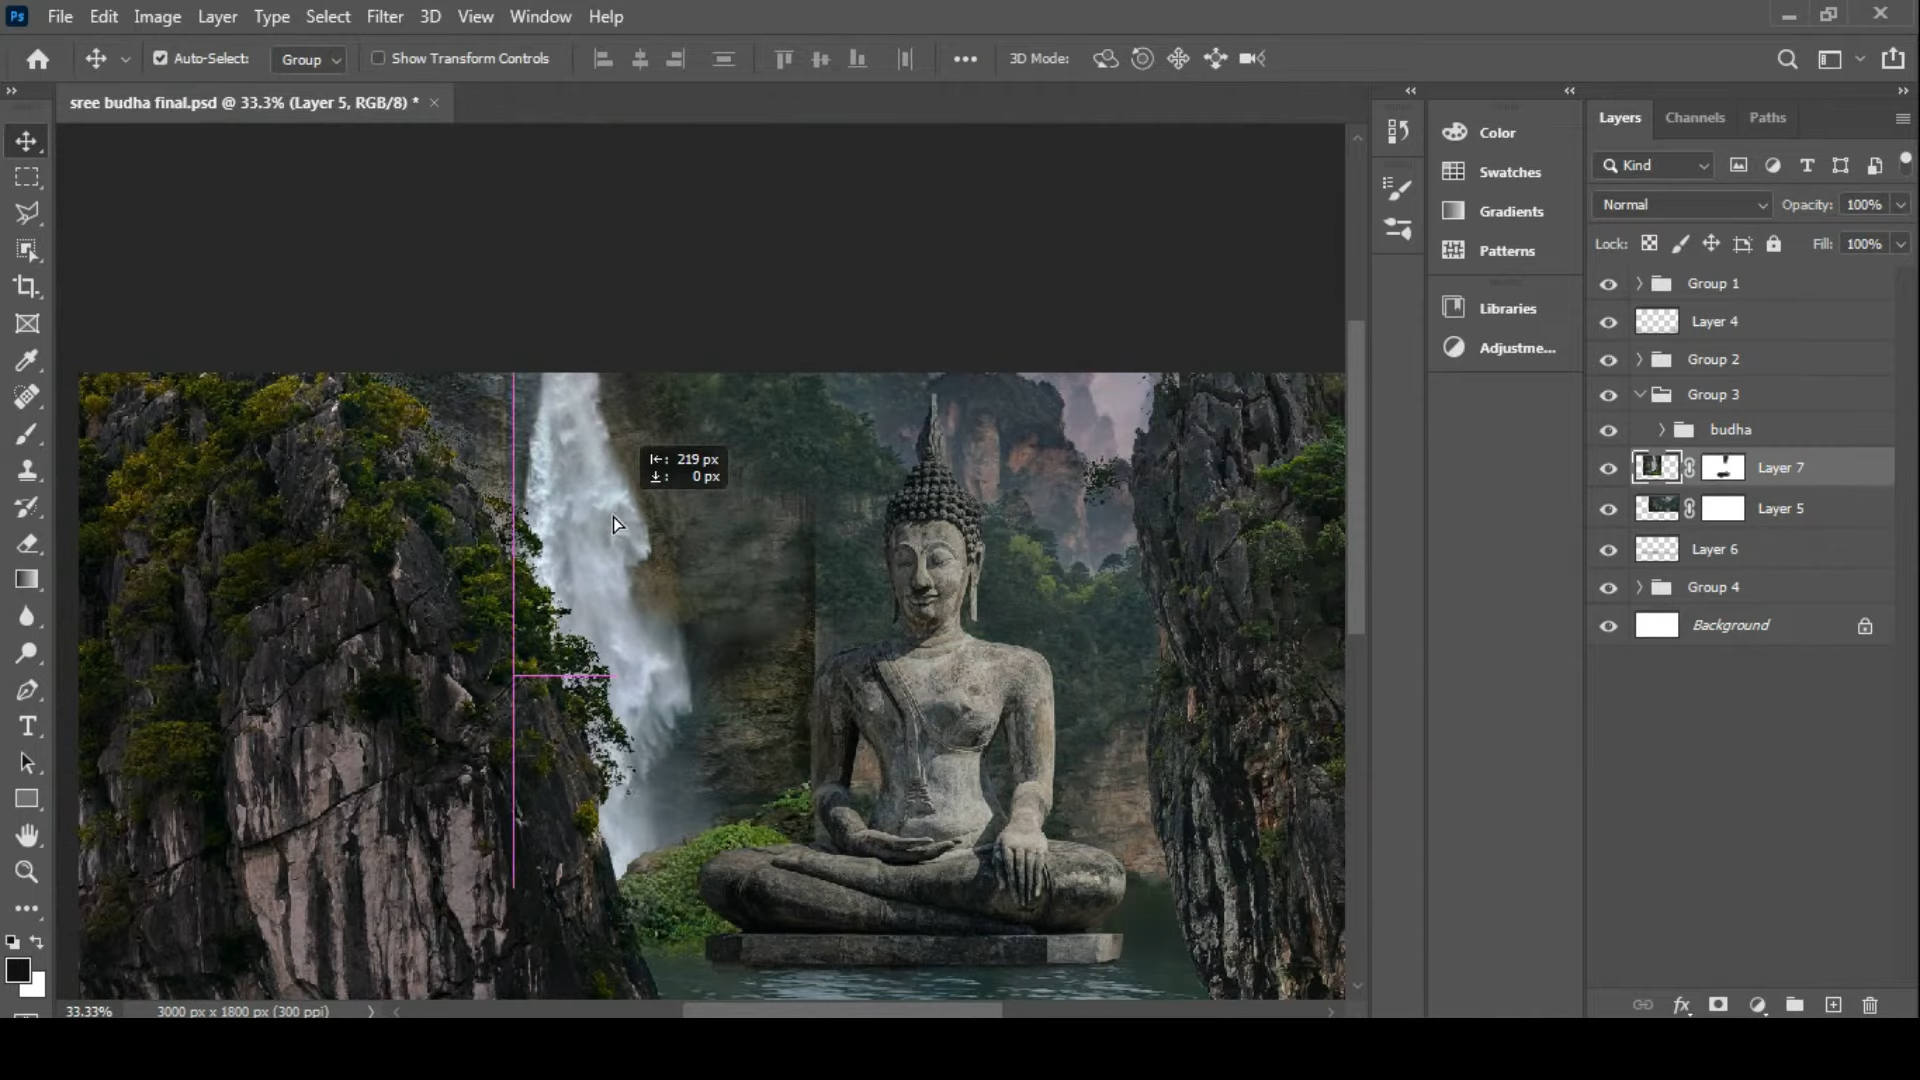 Ps File Edit Image Layer Type Select Filter 3D View Window Help
Auto-Select: Group Show Transform Controls 3D Mode:
sree budha final.psd @ 33.3% (Layer 5, RGB/8) *
219 px
0 px
33.33% 3000 px x 1800 px (300 ppi)
Color
Swatches
Gradients
Patterns
Libraries
Adjustme...
Layers Channels Paths
Kind
Normal Opacity: 100%
Lock: Fill: 100%
Group 1
Layer 4
Group 2
Group 3
budha
Layer 7
Layer 5
Layer 6
Group 4
Background